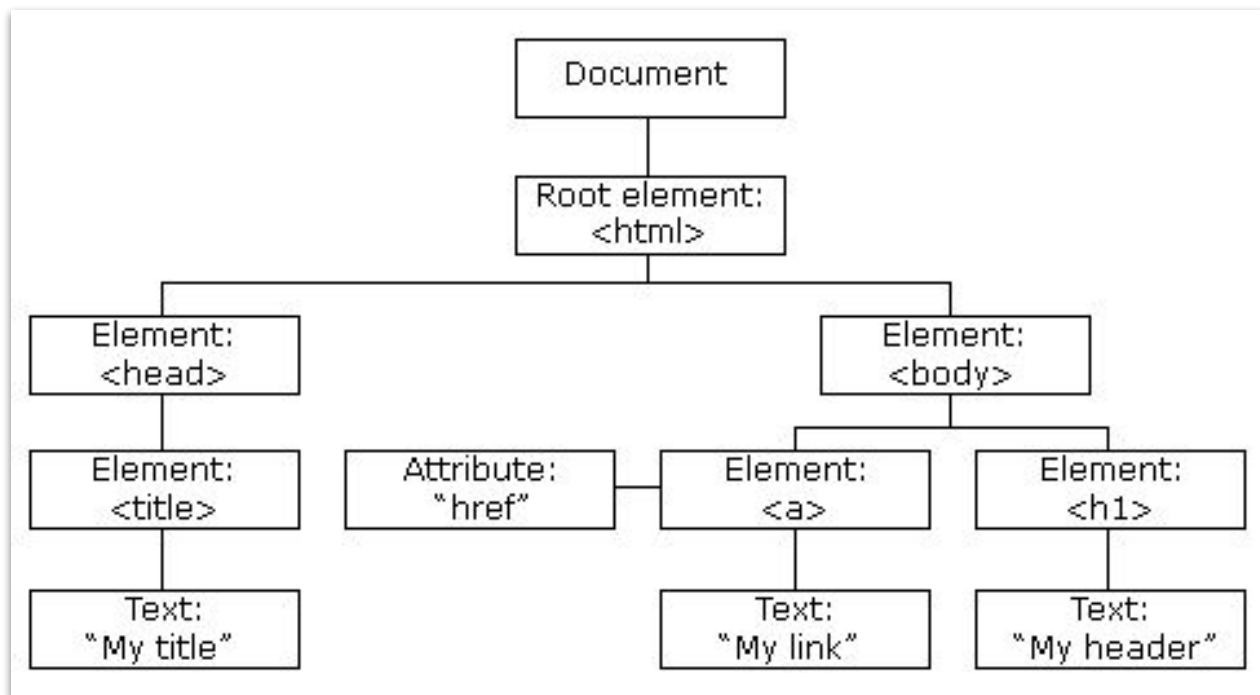 Document
Root element:
<html>
Element:
<head>
Element:
<body>
Element:
<title>
Attribute:
“href”
Element:
<a>
Element:
<h1>
Text:
“My title”
Text:
“My link”
Text:
“My header”